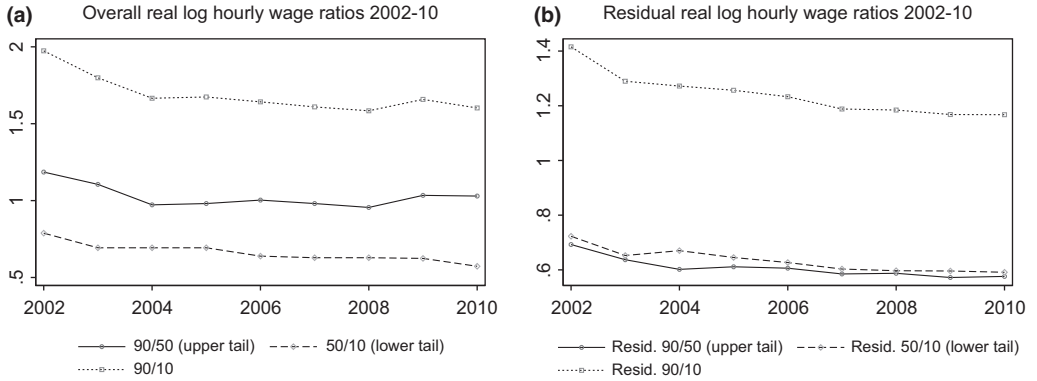 (a) Overall real log hourly wage ratios 2002-10
2
1.5
1
.5
2002 2004 2006 2008 2010
90/50 (upper tail) 50/10 (lower tail)
90/10
(b) Residual real log hourly wage ratios 2002-10
1.4
1.2
1
.8
.6
2002 2004 2006 2008 2010
Resid. 90/50 (upper tail) Resid. 50/10 (lower tail)
Resid. 90/10